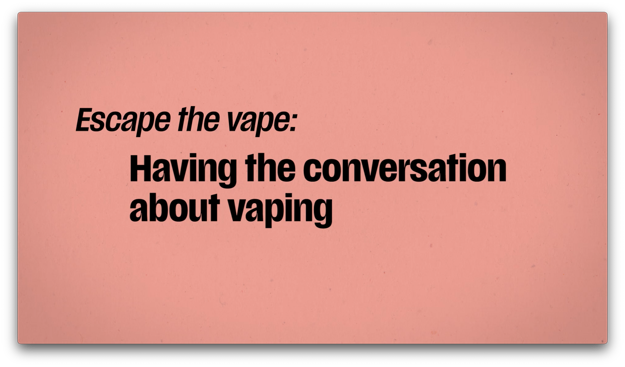 Escape the vape:
Having the conversation
about vaping